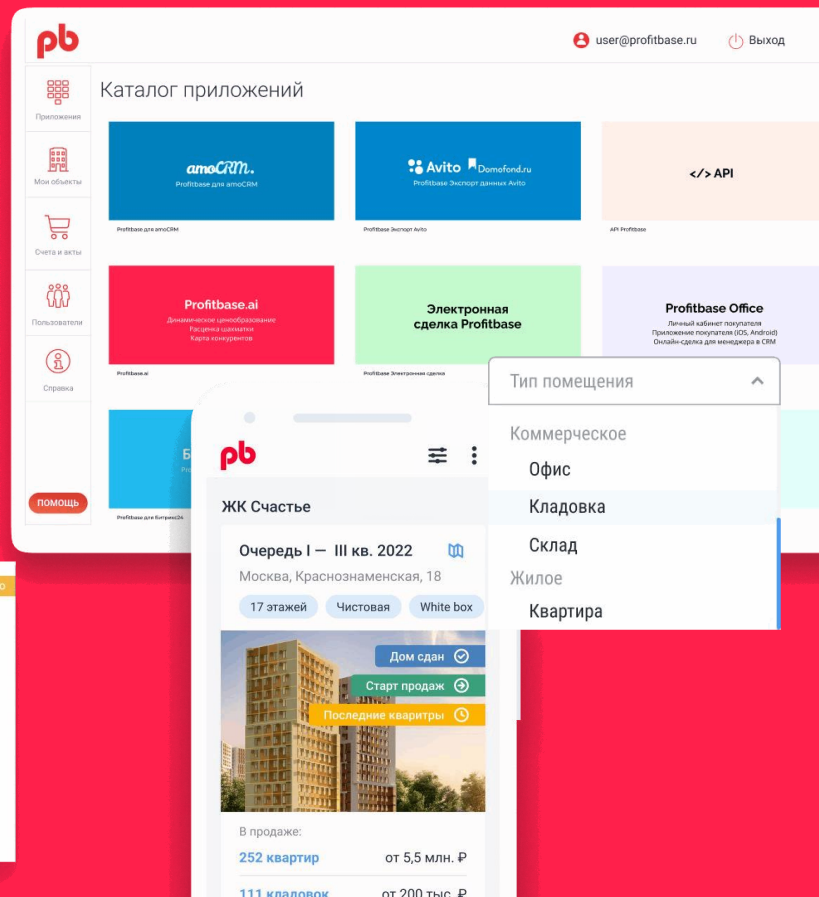 pb
user@profitbase.ru
Выход
Приложения
Мои объекты
Счета и акты
Пользователи
Справка
ПОМОЩЬ
Каталог приложений
amoCRM.
Profitbase для amoCRM
Profitbase для amoCRM
Avito Domofond.ru
Profitbase Экспорт данных Avito
Profitbase Экспорт Avito
</> API
API Profitbase
Profitbase.ai
Динамическое ценообразование
Расценка шахматки
Карта конкурентов
Profitbase.ai
Электронная
сделка Profitbase
Profitbase Электронная сделка
Profitbase Office
Личный кабинет покупателя
Приложение покупателя (iOS, Android)
Онлайн-сделка для менеджера в CRM
Profitbase для Битрикс24
Тип помещения
Коммерческое
Офис
Кладовка
Склад
Жилое
Квартира
pb
ЖК Счастье
Очередь I — III кв. 2022
Москва, Краснознаменская, 18
17 этажей
Чистовая
White box
Дом сдан
Старт продаж
Последние кваритры
В продаже:
252 квартир
от 5,5 млн. ₽
111 кладовок
от 200 тыс. ₽